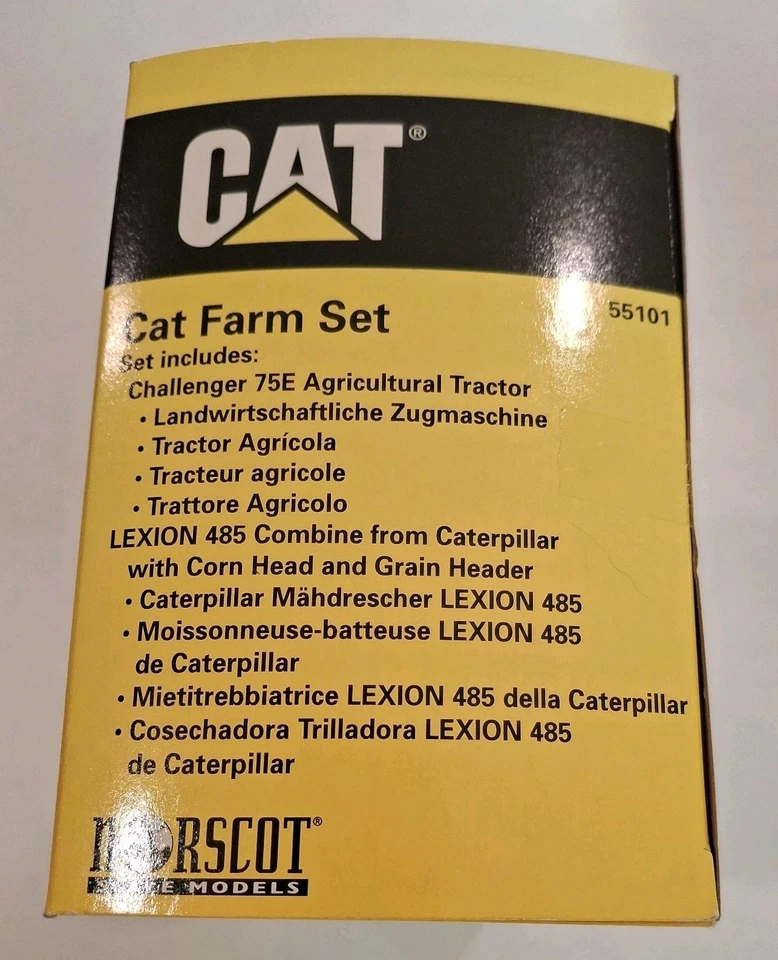 CAT®
Cat Farm Set
55101
Set includes:
Challenger 75E Agricultural Tractor
• Landwirtschaftliche Zugmaschine
• Tractor Agrícola
• Tracteur agricole
• Trattore Agricolo
LEXION 485 Combine from Caterpillar
with Corn Head and Grain Header
• Caterpillar Mähdrescher LEXION 485
• Moissonneuse-batteuse LEXION 485
de Caterpillar
• Mietitrebbiatrice LEXION 485 della Caterpillar
• Cosechadora Trilladora LEXION 485
de Caterpillar
NORSCOT®
SCALE MODELS